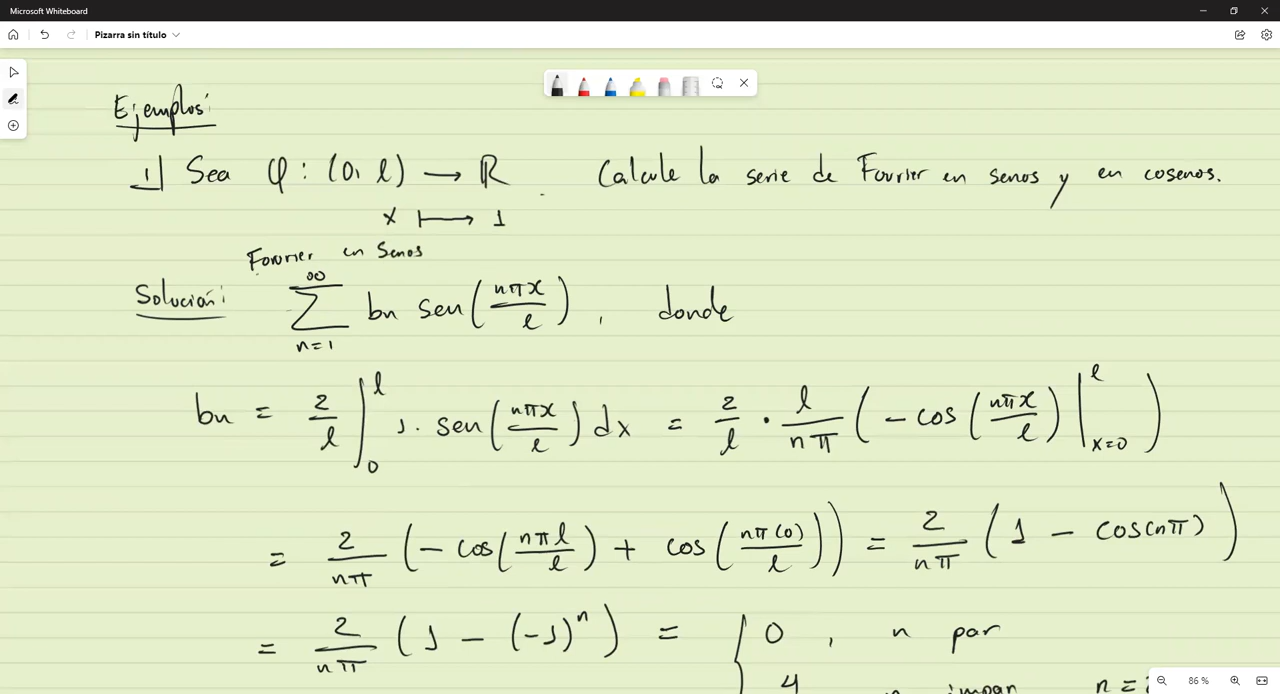 Microsoft Whiteboard
Pizarra sin título
Ejemplos:
1] Sea φ : (0, l) ⟶ ℝ . Calcule la serie de Fourier en senos y en cosenos.
x ⟼ 1
Fourier en Senos
Solución: ∑_{n=1}^{∞} bn sen(nπx/l), donde
bn = 2/l ∫_0^l 1. sen(nπx/l) dx = 2/l · l/nπ (- cos(nπx/l) |_{x=0}^{l})
= 2/nπ (- cos(nπl/l) + cos(nπ(0)/l)) = 2/nπ (1 - cos(nπ))
= 2/nπ (1 - (-1)^n) = { 0 , n par
4 n impar n =
86 %